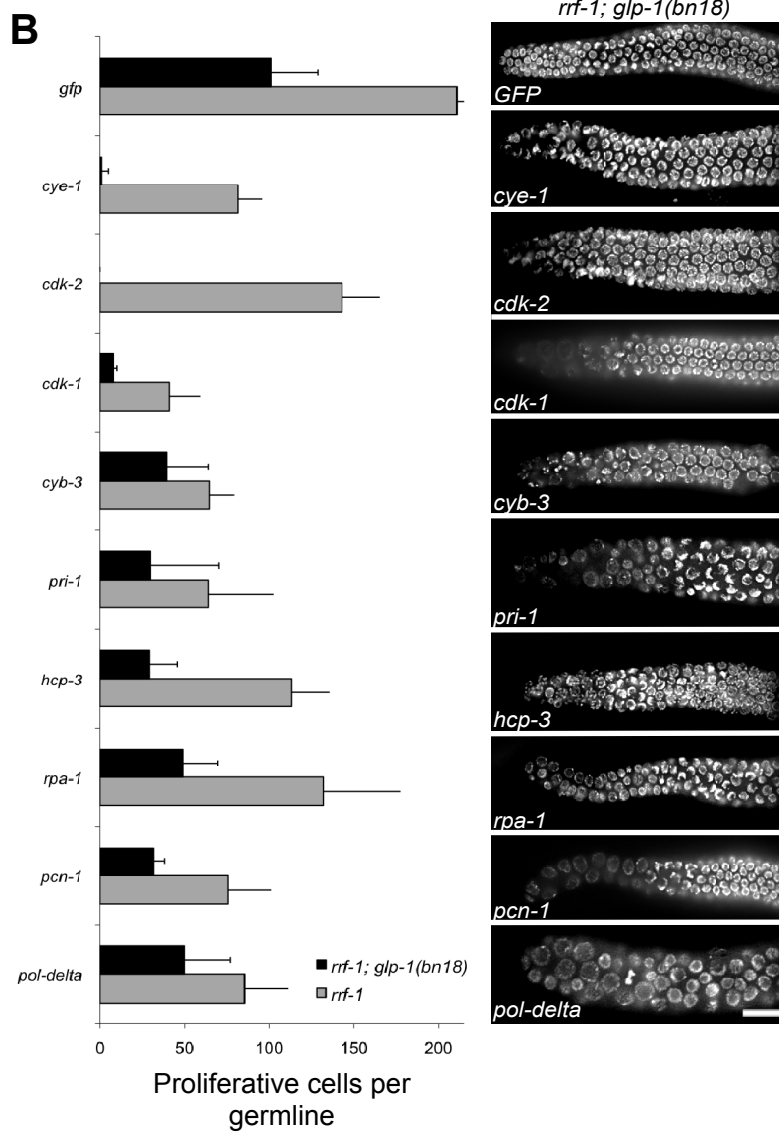 B
rrf-1; glp-1(bn18)
gfp
cye-1
cdk-2
cdk-1
cyb-3
pri-1
hcp-3
rpa-1
pcn-1
pol-delta
rrf-1; glp-1(bn18)
rrf-1
0 50 100 150 200
Proliferative cells per
germline
GFP
cye-1
cdk-2
cdk-1
cyb-3
pri-1
hcp-3
rpa-1
pcn-1
pol-delta